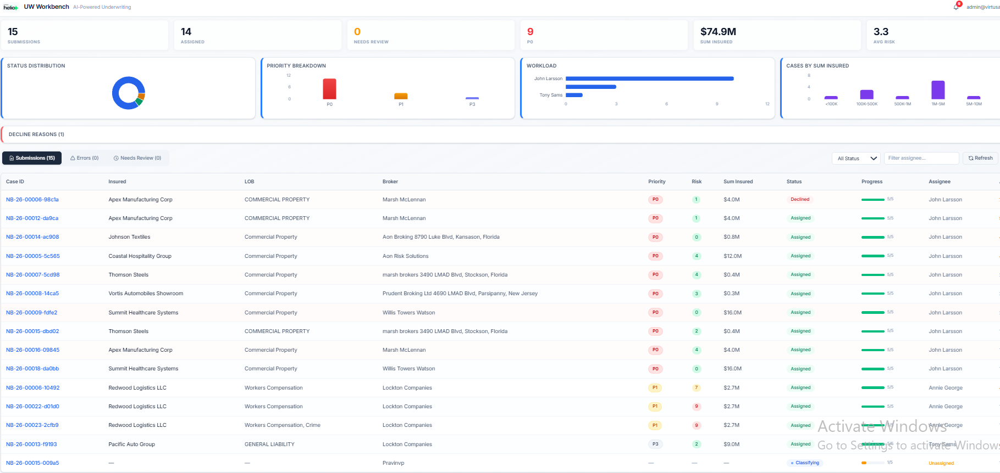 helio UW Workbench AI-Powered Underwriting 9 admin@virtusa
15 14 0 9 $74.9M 3.3
SUBMISSIONS ASSIGNED NEEDS REVIEW P0 SUM INSURED AVG RISK
STATUS DISTRIBUTION
PRIORITY BREAKDOWN
12
6
0
P0 P1 P3
WORKLOAD
John Larsson
Tony Sams
0 3 6 9 12
CASES BY SUM INSURED
8
4
0
<100K 100K-500K 500K-1M 1M-5M 5M-10M
DECLINE REASONS (1)
Submissions (15) Errors (0) Needs Review (0) All Status Filter assignee... Refresh
Case ID Insured LOB Broker Priority Risk Sum Insured Status Progress Assignee
NB-26-00006-98c1a Apex Manufacturing Corp COMMERCIAL PROPERTY Marsh McLennan P0 1 $4.0M Declined 5/5 John Larsson
NB-26-00012-da9ca Apex Manufacturing Corp COMMERCIAL PROPERTY Marsh McLennan P0 1 $4.0M Assigned 5/5 John Larsson
NB-26-00014-ac908 Johnson Textiles Commercial Property Aon Broking 8790 Luke Blvd, Kansason, Florida P0 0 $0.8M Assigned 5/5 John Larsson
NB-26-00005-5c565 Coastal Hospitality Group Commercial Property Aon Risk Solutions P0 4 $12.0M Assigned 5/5 John Larsson
NB-26-00007-5cd98 Thomson Steels Commercial Property marsh brokers 3490 LMAD Blvd, Stockson, Florida P0 4 $0.4M Assigned 5/5 John Larsson
NB-26-00008-14ca5 Vortis Automobiles Showroom Commercial Property Prudent Broking Ltd 4690 LMAD Blvd, Parsipanny, New Jersey P0 3 $0.3M Assigned 5/5 John Larsson
NB-26-00009-fdfe2 Summit Healthcare Systems Commercial Property Willis Towers Watson P0 0 $16.0M Assigned 5/5 John Larsson
NB-26-00015-dbd02 Thomson Steels COMMERCIAL PROPERTY marsh brokers 3490 LMAD Blvd, Stockson, Florida P0 2 $0.4M Assigned 5/5 John Larsson
NB-26-00016-09845 Apex Manufacturing Corp Commercial Property Marsh McLennan P0 4 $4.0M Assigned 5/5 John Larsson
NB-26-00018-da0bb Summit Healthcare Systems Commercial Property Willis Towers Watson P0 0 $16.0M Assigned 5/5 John Larsson
NB-26-00006-10492 Redwood Logistics LLC Workers Compensation Lockton Companies P1 7 $2.7M Assigned 5/5 Annie George
NB-26-00022-d01d0 Redwood Logistics LLC Workers Compensation Lockton Companies P1 9 $2.7M Assigned 5/5 Annie George
NB-26-00023-2cfb9 Redwood Logistics LLC Workers Compensation, Crime Lockton Companies P1 9 $2.7M Assigned 5/5 Annie George
NB-26-00013-f9193 Pacific Auto Group GENERAL LIABILITY Lockton Companies P3 2 $9.0M Assigned 5/5 Tony Sams
NB-26-00015-009a5 — — Pravinvp — — — Classifying 1/5 Unassigned
Activate Windows
Go to Settings to activate Windows